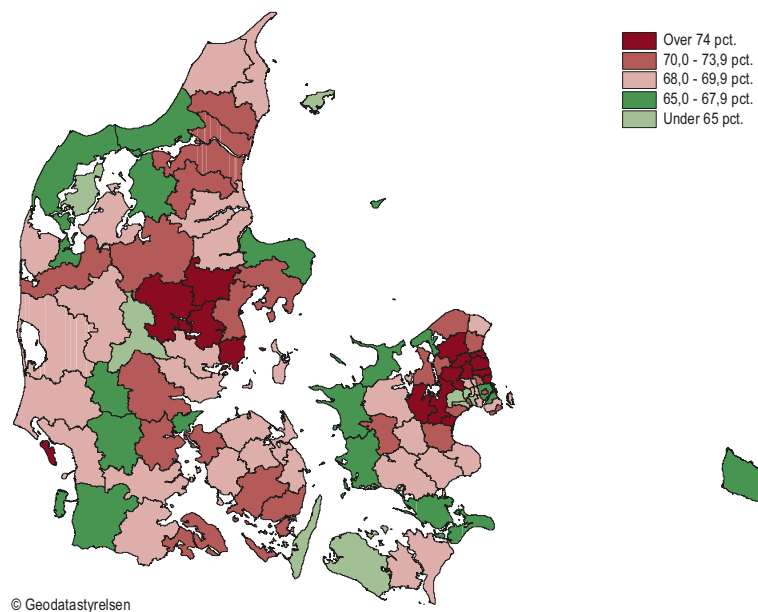 Over 74 pct.
70,0 - 73,9 pct.
68,0 - 69,9 pct.
65,0 - 67,9 pct.
Under 65 pct.
© Geodatastyrelsen